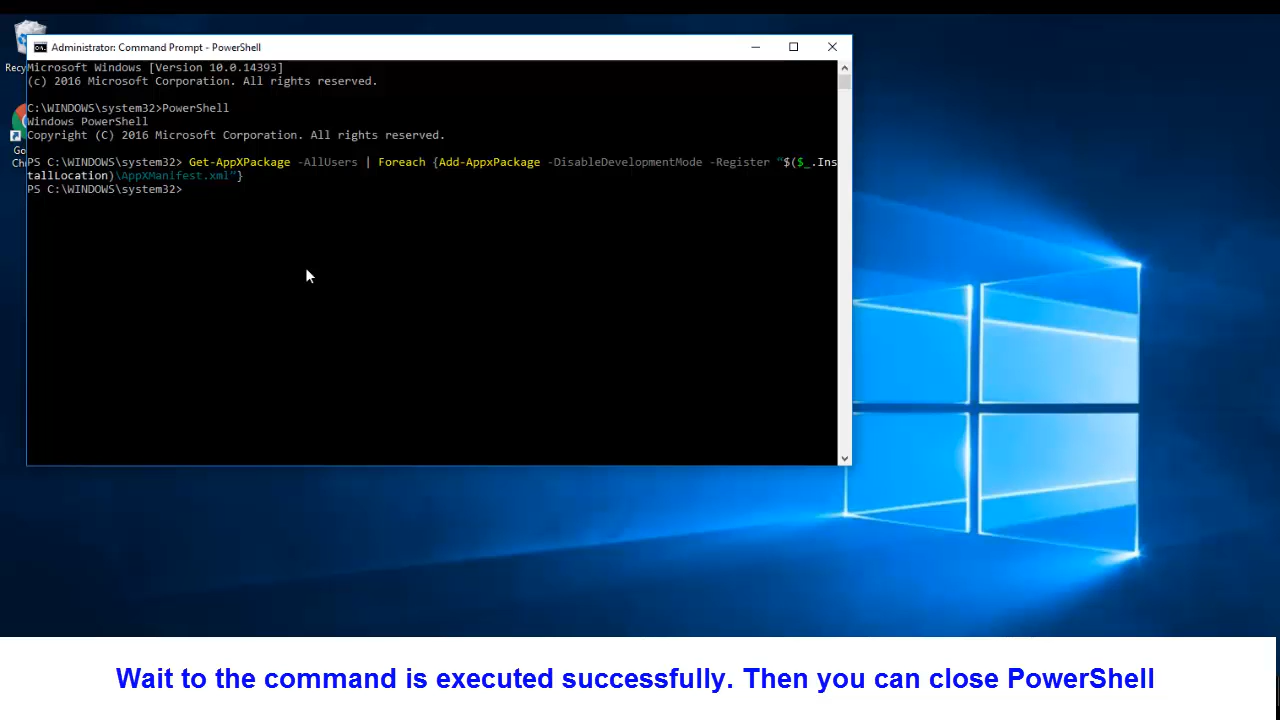 Administrator: Command Prompt - PowerShell
Recy
Microsoft Windows [Version 10.0.14393]
(c) 2016 Microsoft Corporation. All rights reserved.
C:\WINDOWS\system32>PowerShell
Windows PowerShell
Copyright (C) 2016 Microsoft Corporation. All rights reserved.
Go
Ch
PS C:\WINDOWS\system32> Get-AppXPackage -AllUsers | Foreach {Add-AppxPackage -DisableDevelopmentMode -Register “$($_.Ins
tallLocation)\AppXManifest.xml”}
PS C:\WINDOWS\system32>
Wait to the command is executed successfully. Then you can close PowerShell